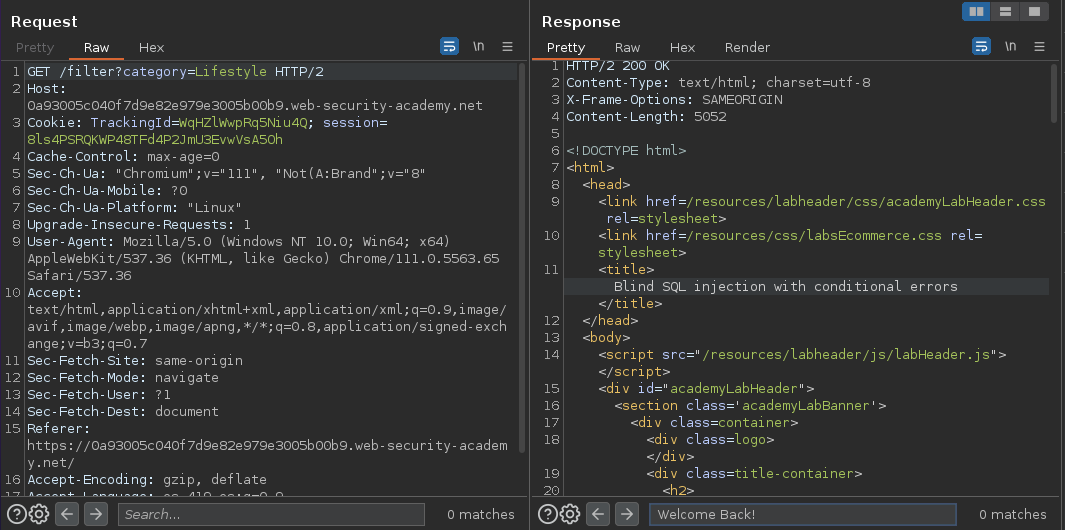 Request
Pretty Raw Hex
\n
1 GET /filter?category=Lifestyle HTTP/2
2 Host:
0a93005c040f7d9e82e979e3005b00b9.web-security-academy.net
3 Cookie: TrackingId=WqHZlWwpRq5Niu4Q; session=
8ls4PSRQKWP48TFd4P2JmU3EvwVsA5Oh
4 Cache-Control: max-age=0
5 Sec-Ch-Ua: "Chromium";v="111", "Not(A:Brand";v="8"
6 Sec-Ch-Ua-Mobile: ?0
7 Sec-Ch-Ua-Platform: "Linux"
8 Upgrade-Insecure-Requests: 1
9 User-Agent: Mozilla/5.0 (Windows NT 10.0; Win64; x64)
AppleWebKit/537.36 (KHTML, like Gecko) Chrome/111.0.5563.65
Safari/537.36
10 Accept:
text/html,application/xhtml+xml,application/xml;q=0.9,image/
avif,image/webp,image/apng,*/*;q=0.8,application/signed-exch
ange;v=b3;q=0.7
11 Sec-Fetch-Site: same-origin
12 Sec-Fetch-Mode: navigate
13 Sec-Fetch-User: ?1
14 Sec-Fetch-Dest: document
15 Referer:
https://0a93005c040f7d9e82e979e3005b00b9.web-security-academ
y.net/
16 Accept-Encoding: gzip, deflate
17 Accept-Language: es-419,es;q=0.9
Search...
0 matches
Response
Pretty Raw Hex Render
\n
1 HTTP/2 200 OK
2 Content-Type: text/html; charset=utf-8
3 X-Frame-Options: SAMEORIGIN
4 Content-Length: 5052
5
6 <!DOCTYPE html>
7 <html>
8 <head>
9 <link href=/resources/labheader/css/academyLabHeader.css
rel=stylesheet>
10 <link href=/resources/css/labsEcommerce.css rel=
stylesheet>
11 <title>
Blind SQL injection with conditional errors
</title>
12 </head>
13 <body>
14 <script src="/resources/labheader/js/labHeader.js">
</script>
15 <div id="academyLabHeader">
16 <section class='academyLabBanner'>
17 <div class=container>
18 <div class=logo>
</div>
19 <div class=title-container>
20 <h2>
Welcome Back!
0 matches